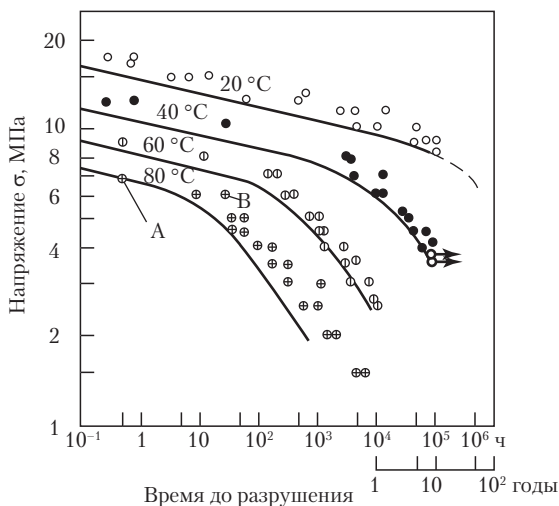 Напряжение σ, МПа
20
10
8
6
4
2
1
20 °C
40 °C
60 °C
80 °C
A
B
10⁻¹
1
10
10²
10³
10⁴
10⁵
10⁶ ч
1
10
10² годы
Время до разрушения